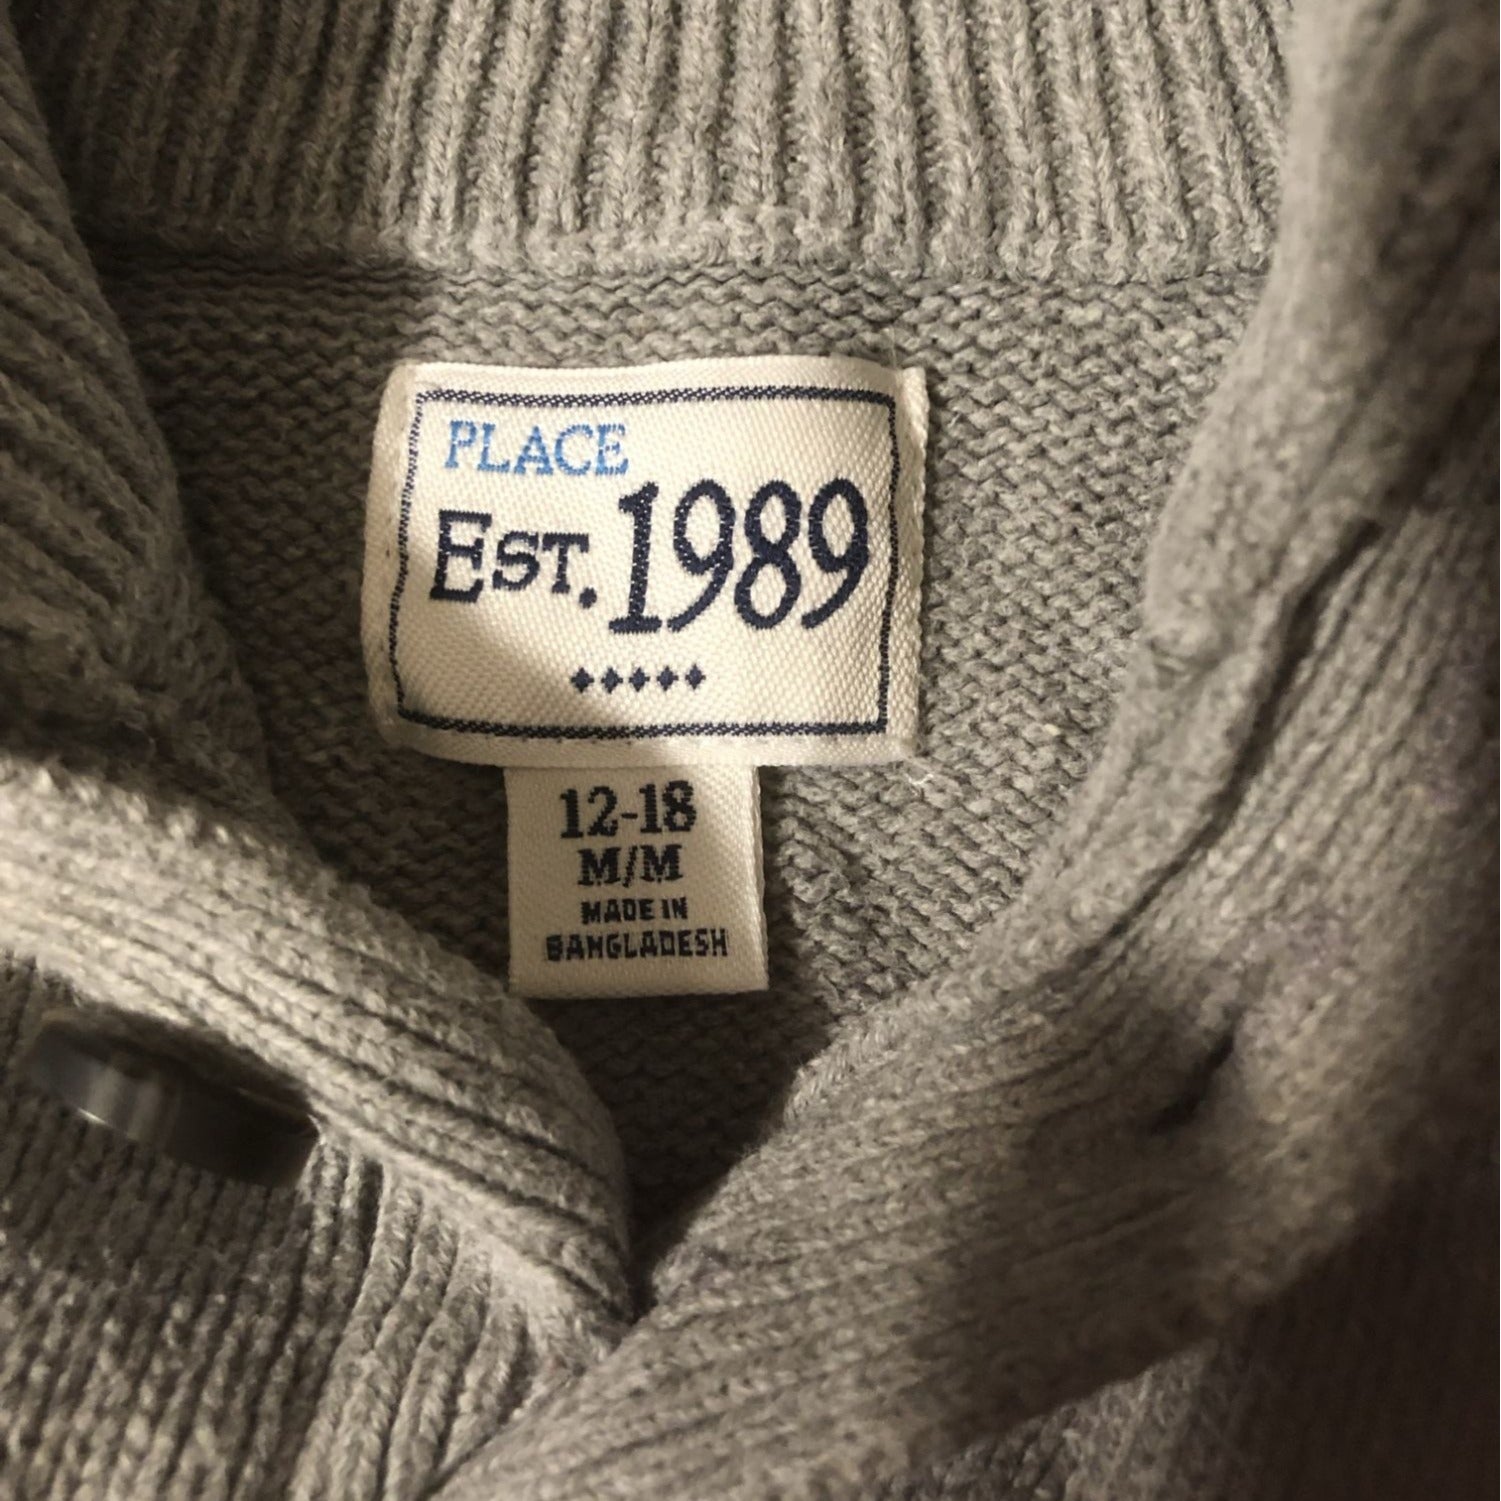 PLACE
EST. 1989
12-18
M/M
MADE IN
BANGLADESH